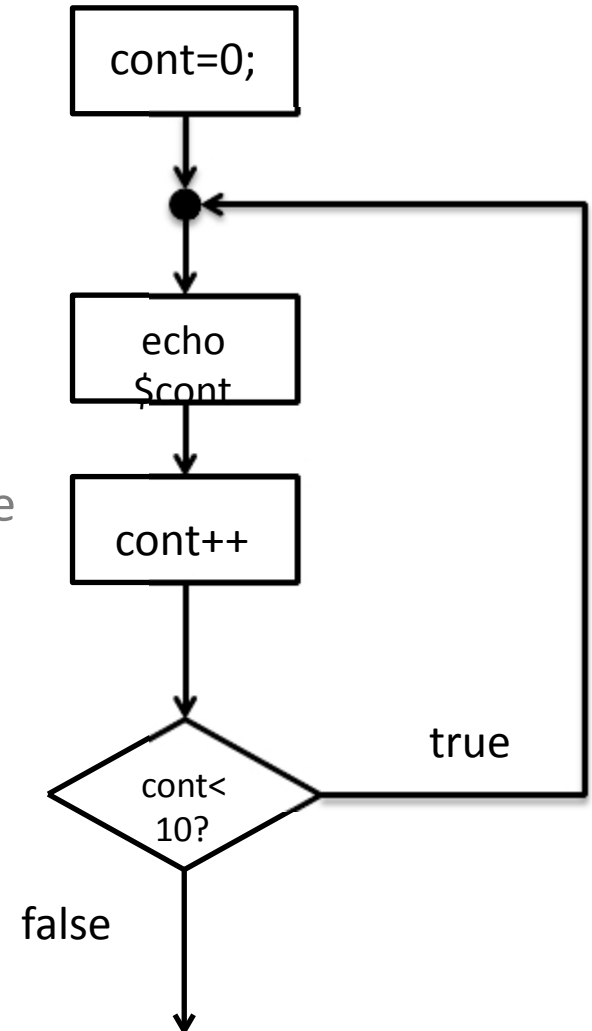 cont=0;
echo
$cont
e
cont++
cont<
10?
true
false